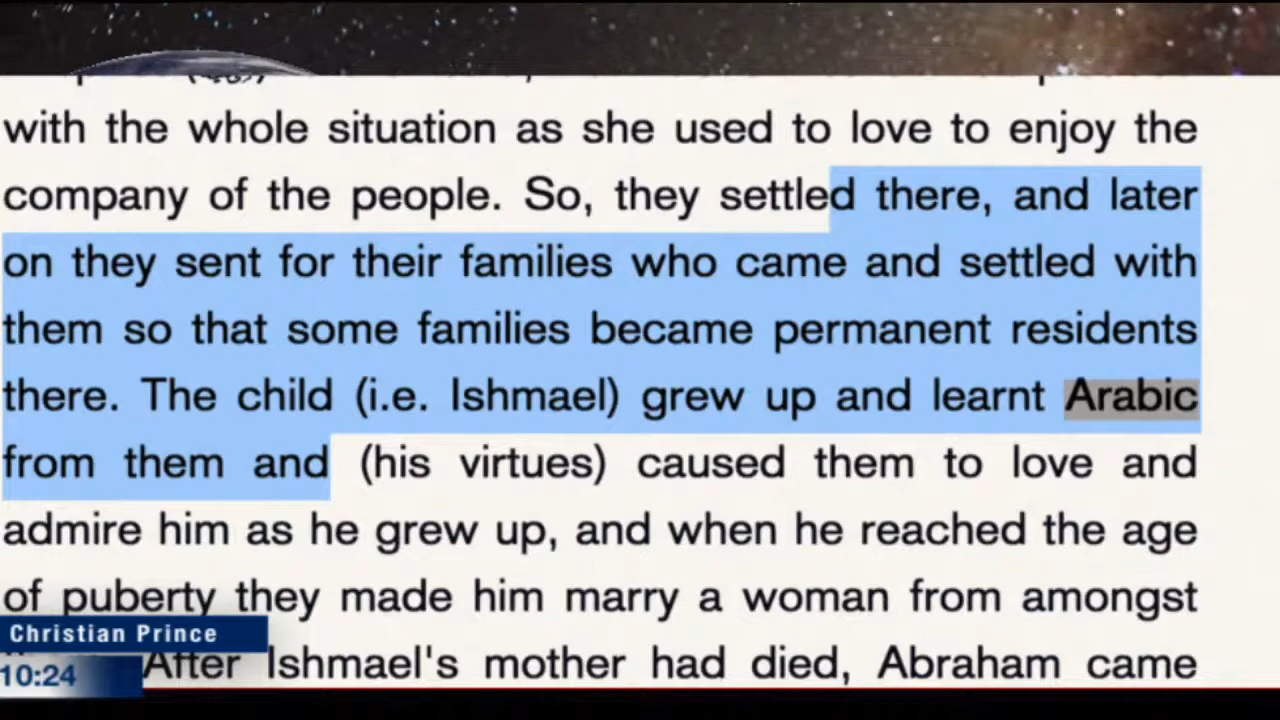 with the whole situation as she used to love to enjoy the
company of the people. So, they settled there, and later
on they sent for their families who came and settled with
them so that some families became permanent residents
there. The child (i.e. Ishmael) grew up and learnt Arabic
from them and (his virtues) caused them to love and
admire him as he grew up, and when he reached the age
of puberty they made him marry a woman from amongst
After Ishmael's mother had died, Abraham came
Christian Prince
10:24